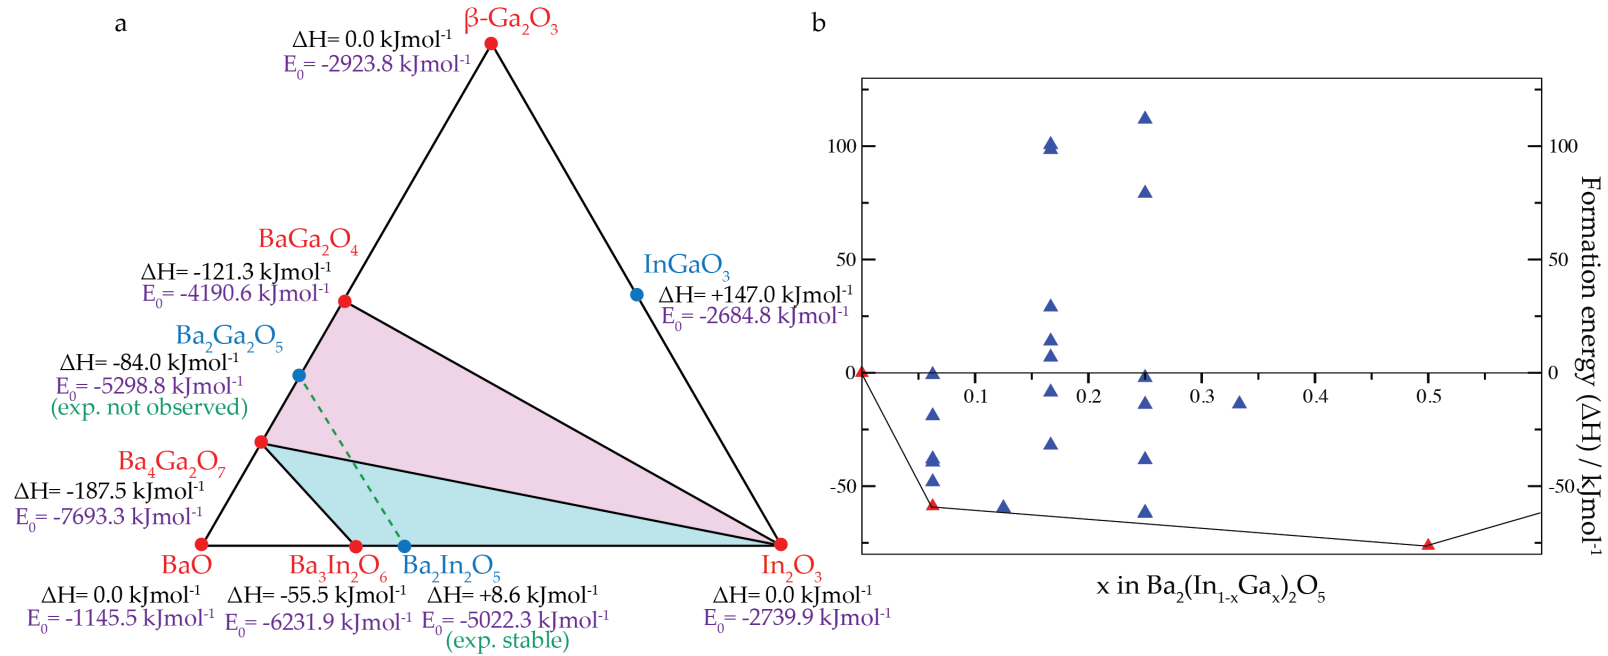 a
β-Ga₂O₃
ΔH= 0.0 kJmol⁻¹
E₀= -2923.8 kJmol⁻¹
BaGa₂O₄
ΔH= -121.3 kJmol⁻¹
E₀= -4190.6 kJmol⁻¹
InGaO₃
ΔH= +147.0 kJmol⁻¹
E₀= -2684.8 kJmol⁻¹
Ba₂Ga₂O₅
ΔH= -84.0 kJmol⁻¹
E₀= -5298.8 kJmol⁻¹
(exp. not observed)
Ba₄Ga₂O₇
ΔH= -187.5 kJmol⁻¹
E₀= -7693.3 kJmol⁻¹
BaO
ΔH= 0.0 kJmol⁻¹
E₀= -1145.5 kJmol⁻¹
Ba₃In₂O₆
ΔH= -55.5 kJmol⁻¹
E₀= -6231.9 kJmol⁻¹
Ba₂In₂O₅
ΔH= +8.6 kJmol⁻¹
E₀= -5022.3 kJmol⁻¹
(exp. stable)
In₂O₃
ΔH= 0.0 kJmol⁻¹
E₀= -2739.9 kJmol⁻¹
b
100
50
0
-50
100
50
0
-50
0.1
0.2
0.3
0.4
0.5
x in Ba₂(In₁₋ₓGaₓ)₂O₅
Formation energy (ΔH) / kJmol⁻¹